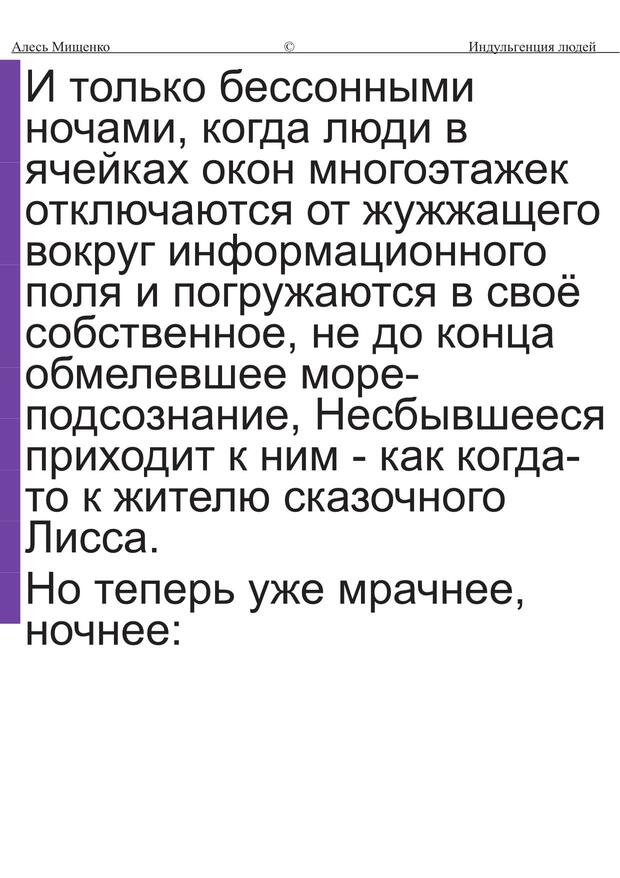 Алесь Мищенко © Индульгенция людей
И только бессонными
ночами, когда люди в
ячейках окон многоэтажек
отключаются от жужжащего
вокруг информационного
поля и погружаются в своё
собственное, не до конца
обмелевшее море-
подсознание, Несбывшееся
приходит к ним - как когда-
то к жителю сказочного
Лисса.
Но теперь уже мрачнее,
ночнее: